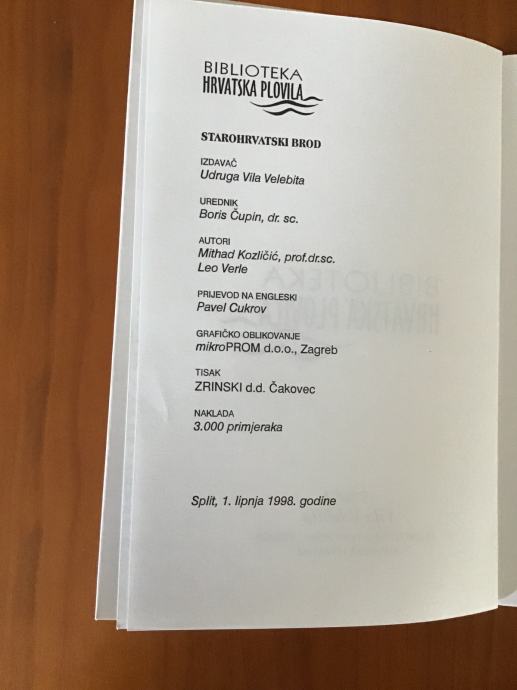 BIBLIOTEKA
HRVATSKA PLOVILA
STAROHRVATSKI BROD
IZDAVAČ
Udruga Vila Velebita
UREDNIK
Boris Čupin, dr. sc.
AUTORI
Mithad Kozličić, prof.dr.sc.
Leo Verle
PRIJEVOD NA ENGLESKI
Pavel Cukrov
GRAFIČKO OBLIKOVANJE
mikroPROM d.o.o., Zagreb
TISAK
ZRINSKI d.d. Čakovec
NAKLADA
3.000 primjeraka
Split, 1. lipnja 1998. godine